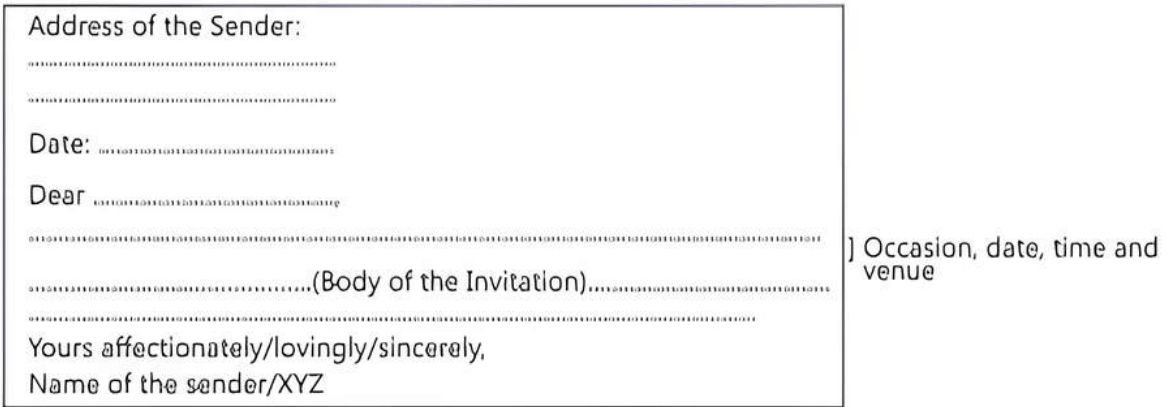 Address of the Sender:
..................................................
..................................................
Date: ......................................
Dear ........................................,
....................................................................................................................................
...............................................(Body of the Invitation)........................................
.........................................................................................................................
Yours affectionately/lovingly/sincerely,
Name of the sender/XYZ
] Occasion, date, time and
venue